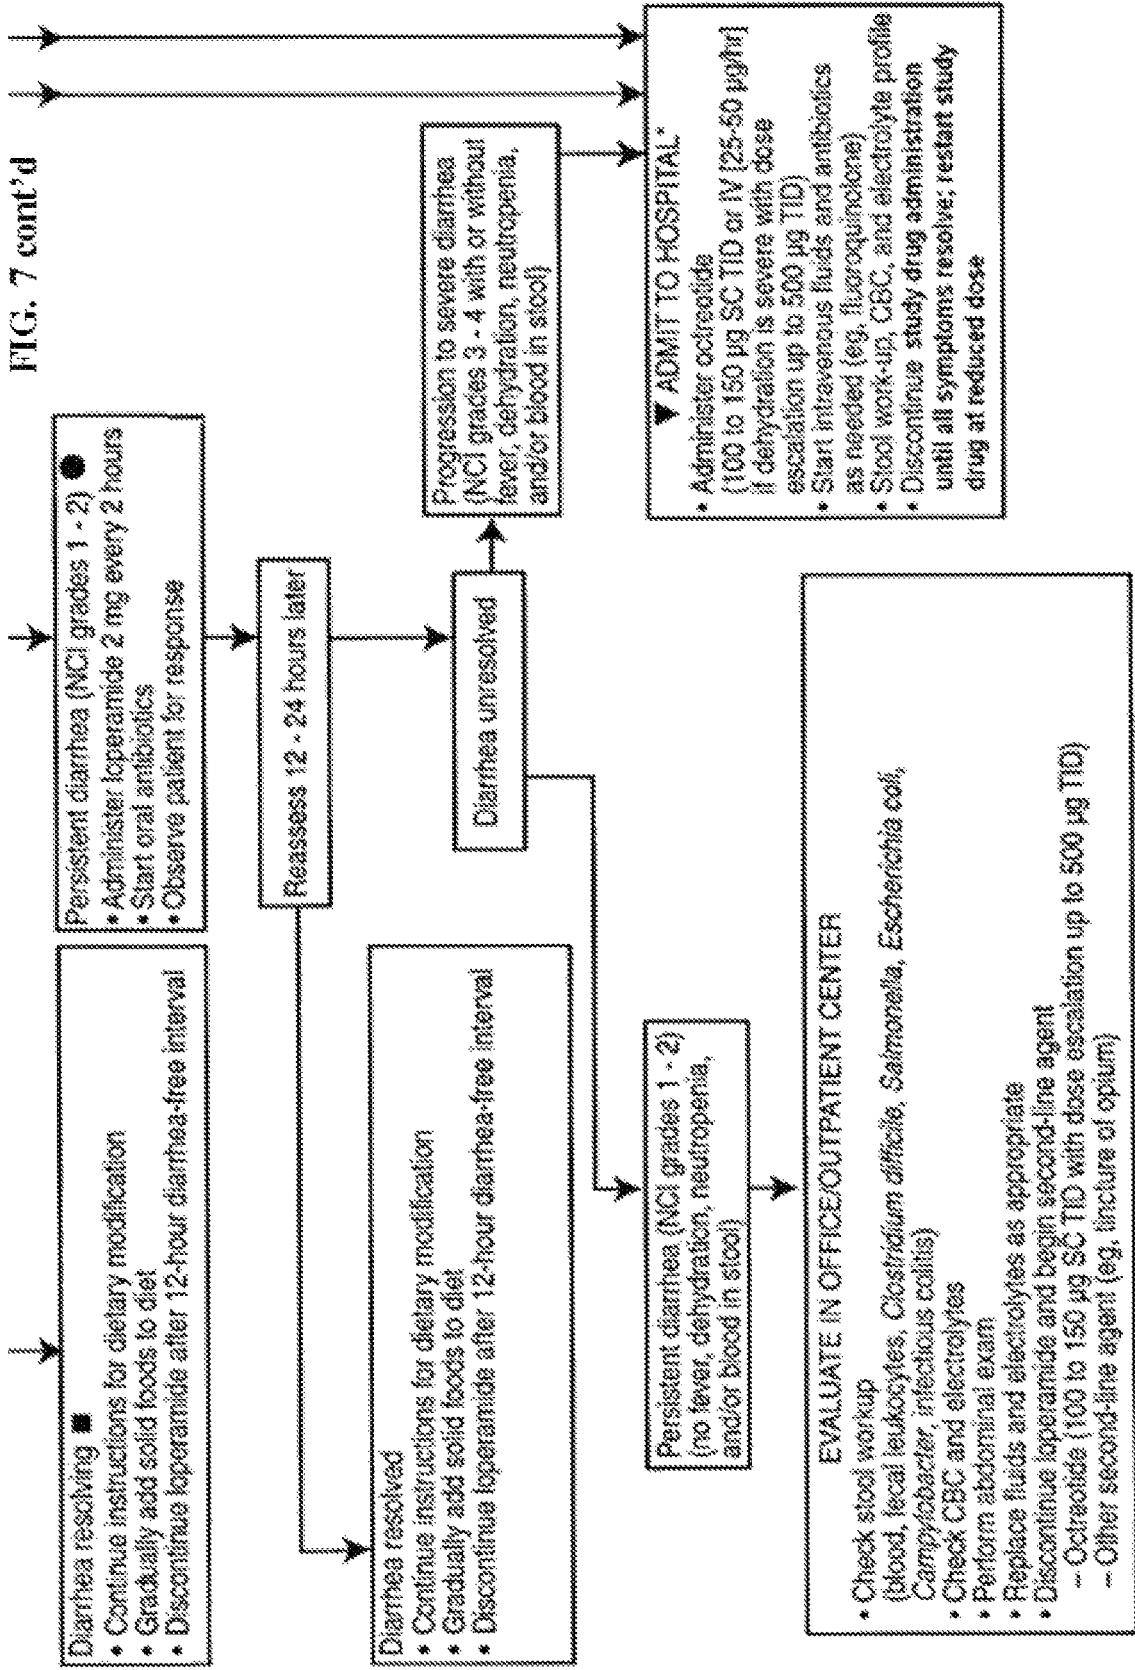 FIG. 7 cont'd
Diarrhea resolving ■
• Continue instructions for dietary modification
• Gradually add solid foods to diet
• Discontinue loperamide after 12-hour diarrhea-free interval
Persistent diarrhea (NCI grades 1 - 2) ●
• Administer loperamide 2 mg every 2 hours
• Start oral antibiotics
• Observe patient for response
Reassess 12 - 24 hours later
Diarrhea resolved
• Continue instructions for dietary modification
• Gradually add solid foods to diet
• Discontinue loperamide after 12-hour diarrhea-free interval
Diarrhea unresolved
Progression to severe diarrhea
(NCI grades 3 - 4 with or without
fever, dehydration, neutropenia,
and/or blood in stool)
Persistent diarrhea (NCI grades 1 - 2)
(no fever, dehydration, neutropenia,
and/or blood in stool)
▼ ADMIT TO HOSPITAL*
• Administer octreotide
(100 to 150 µg SC TID or IV [25-50 µg/hr]
if dehydration is severe with dose
escalation up to 500 µg TID)
• Start intravenous fluids and antibiotics
as needed (eg, fluoroquinolone)
• Stool work-up, CBC, and electrolyte profile
• Discontinue study drug administration
until all symptoms resolve; restart study
drug at reduced dose
EVALUATE IN OFFICE/OUTPATIENT CENTER
• Check stool workup
(blood, fecal leukocytes, Clostridium difficile, Salmonella, Escherichia coli,
Campylobacter, infectious colitis)
• Check CBC and electrolytes
• Perform abdominal exam
• Replace fluids and electrolytes as appropriate
• Discontinue loperamide and begin second-line agent
– Octreotide (100 to 150 µg SC TID with dose escalation up to 500 µg TID)
– Other second-line agent (eg, tincture of opium)